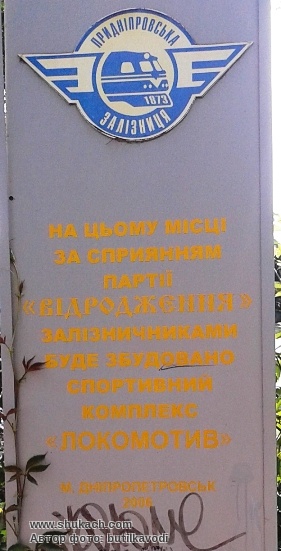 ПРИДНІПРОВСЬКА
1873
ЗАЛІЗНИЦЯ
НА ЦЬОМУ МІСЦІ
ЗА СПРИЯННЯМ
ПАРТІЇ
«ВІДРОДЖЕННЯ»
ЗАЛІЗНИЧНИКАМИ
БУДЕ ЗБУДОВАНО
СПОРТИВНИЙ
КОМПЛЕКС
«ЛОКОМОТИВ»
М. ДНІПРОПЕТРОВСЬК
www.shukach.com
Автор фото: butilkavodi